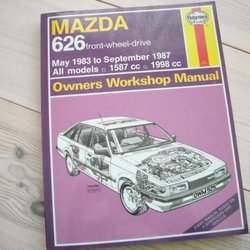 MAZDA
626 front-wheel-drive
May 1983 to September 1987
All models 1587 cc 1998 cc
Haynes
Owners Workshop Manual